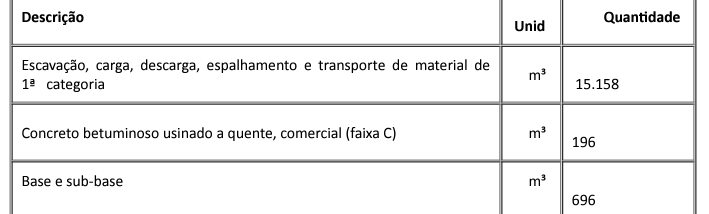 Descrição Unid Quantidade
Escavação, carga, descarga, espalhamento e transporte de material de
1ª categoria m³ 15.158
Concreto betuminoso usinado a quente, comercial (faixa C) m³ 196
Base e sub-base m³ 696